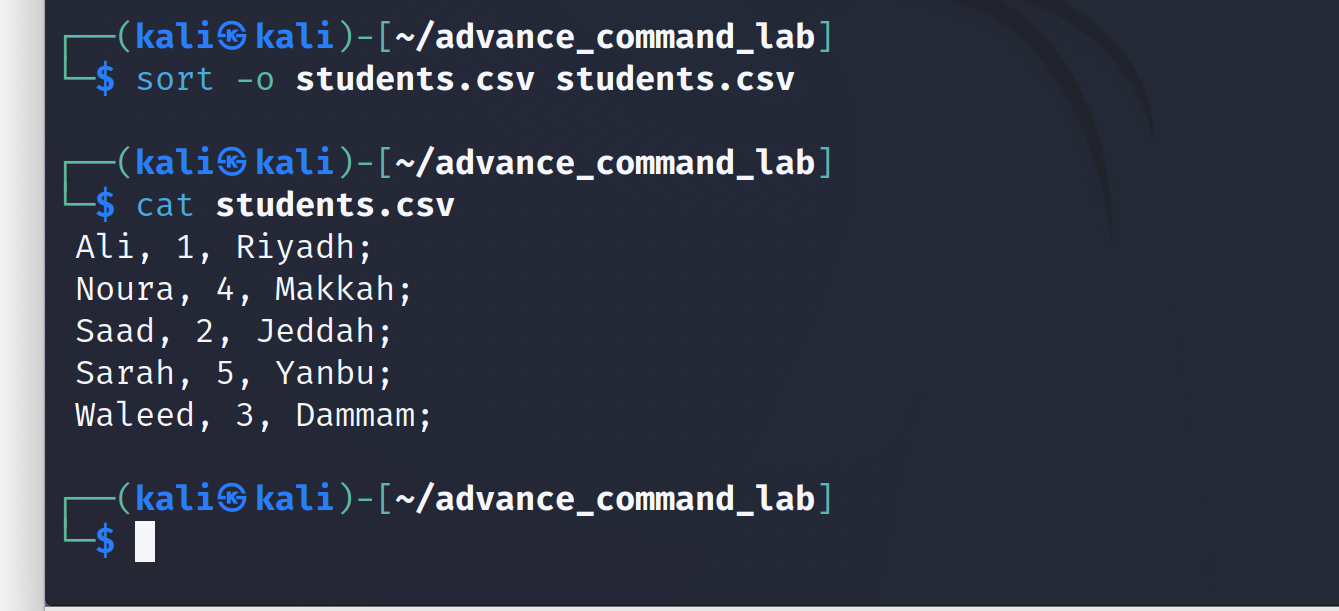 ┌──(kali㉿kali)-[~/advance_command_lab]
└─$ sort -o students.csv students.csv
┌──(kali㉿kali)-[~/advance_command_lab]
└─$ cat students.csv
Ali, 1, Riyadh;
Noura, 4, Makkah;
Saad, 2, Jeddah;
Sarah, 5, Yanbu;
Waleed, 3, Dammam;
┌──(kali㉿kali)-[~/advance_command_lab]
└─$